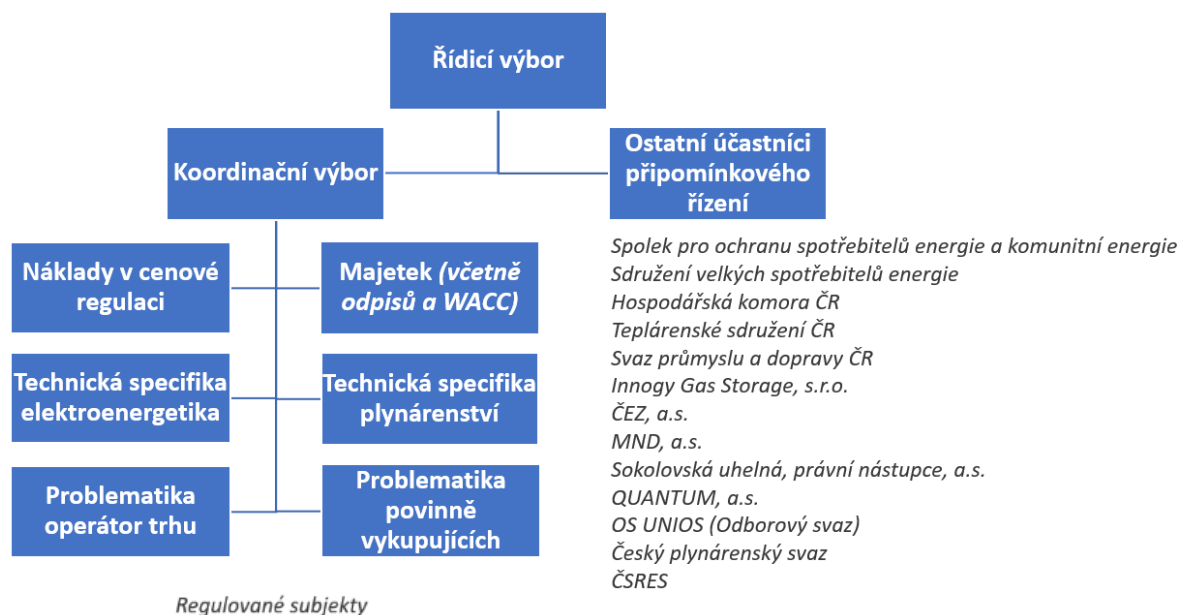 Řídicí výbor
Koordinační výbor
Ostatní účastníci
připomínkového
řízení
Náklady v cenové
regulaci
Majetek (včetně
odpisů a WACC)
Technická specifika
elektroenergetika
Technická specifika
plynárenství
Problematika
operátor trhu
Problematika
povinně
vykupujících
Regulované subjekty
Spolek pro ochranu spotřebitelů energie a komunitní energie
Sdružení velkých spotřebitelů energie
Hospodářská komora ČR
Teplárenské sdružení ČR
Svaz průmyslu a dopravy ČR
Innogy Gas Storage, s.r.o.
ČEZ, a.s.
MND, a.s.
Sokolovská uhelná, právní nástupce, a.s.
QUANTUM, a.s.
OS UNIOS (Odborový svaz)
Český plynárenský svaz
ČSRES